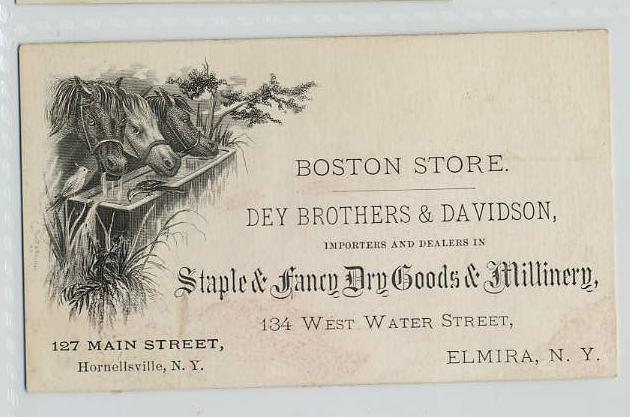 BOSTON STORE.
DEY BROTHERS & DAVIDSON,
IMPORTERS AND DEALERS IN
Staple & Fancy Dry Goods & Millinery,
134 WEST WATER STREET,
ELMIRA, N. Y.
127 MAIN STREET,
Hornellsville, N. Y.